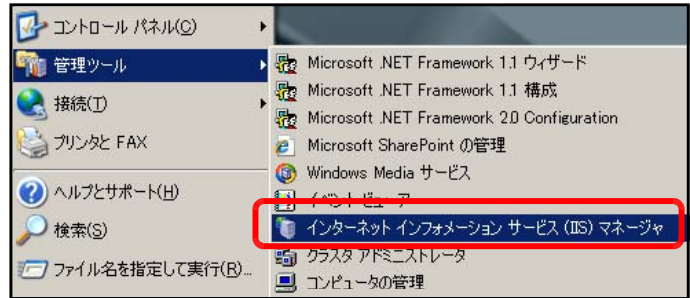 コントロール パネル(C)
管理ツール
接続(T)
プリンタと FAX
ヘルプとサポート(H)
検索(S)
ファイル名を指定して実行(R)...
Microsoft .NET Framework 1.1 ウィザード
Microsoft .NET Framework 1.1 構成
Microsoft .NET Framework 2.0 Configuration
Microsoft SharePoint の管理
Windows Media サービス
イベント ビューア
インターネット インフォメーション サービス (IIS) マネージャ
クラスタ アドミニストレータ
コンピュータの管理